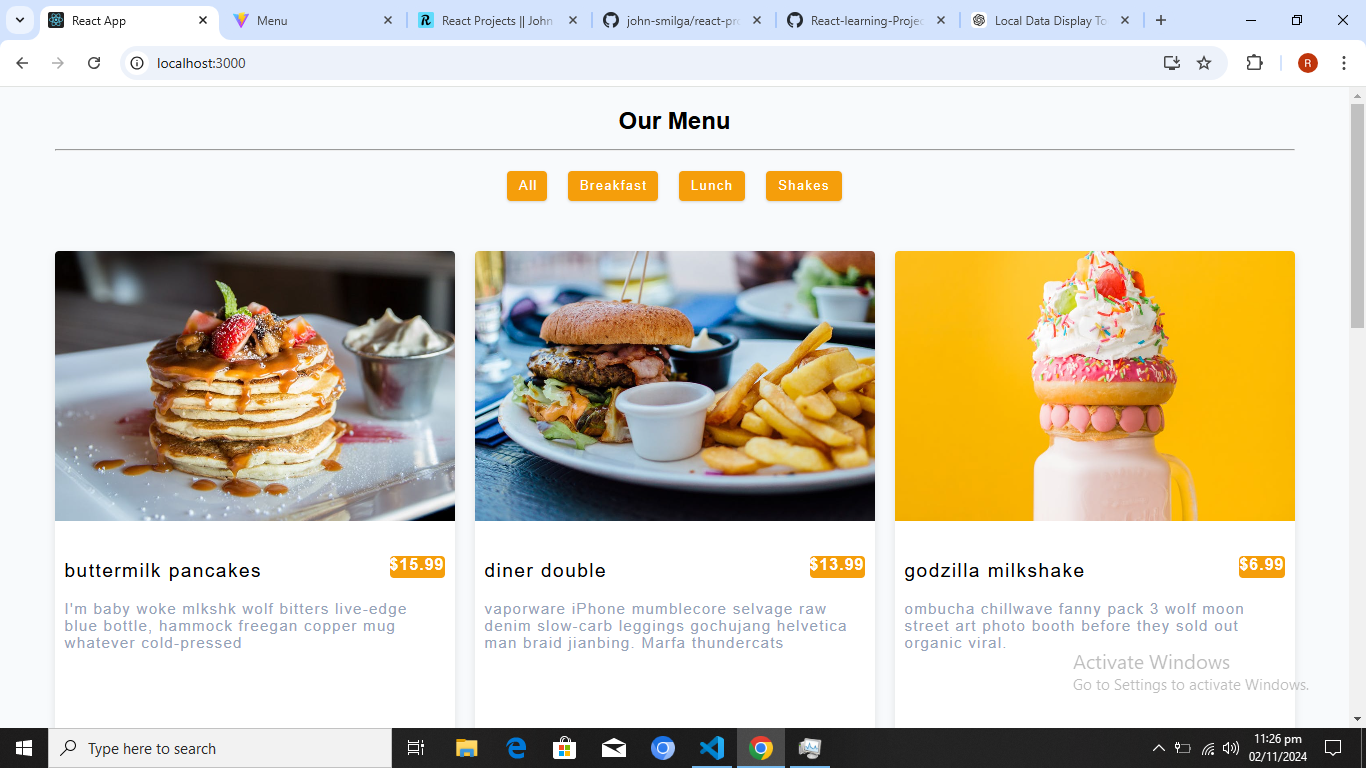 React App
Menu
React Projects || John
john-smilga/react-pro
React-learning-Projec
Local Data Display To
localhost:3000
R
Our Menu
All
Breakfast
Lunch
Shakes
buttermilk pancakes
$15.99
I'm baby woke mlkshk wolf bitters live-edge
blue bottle, hammock freegan copper mug
whatever cold-pressed
diner double
$13.99
vaporware iPhone mumblecore selvage raw
denim slow-carb leggings gochujang helvetica
man braid jianbing. Marfa thundercats
godzilla milkshake
$6.99
ombucha chillwave fanny pack 3 wolf moon
street art photo booth before they sold out
organic viral.
Activate Windows
Go to Settings to activate Windows.
Type here to search
11:26 pm
02/11/2024